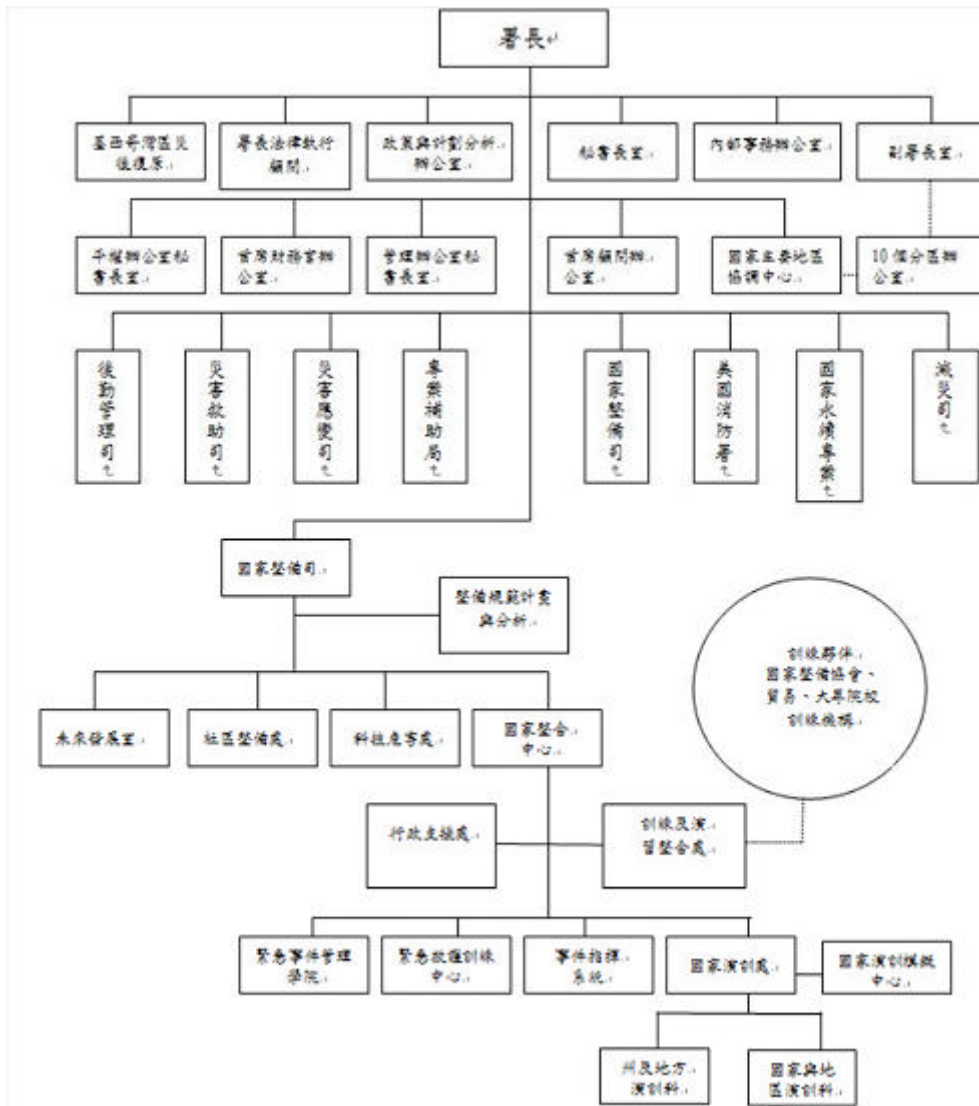 署長
墨西哥灣區災
後復原
署長法律執行
顧問
政策與計劃分析
辦公室
秘書長室
內部事務辦公室
副署長室
平權辦公室秘
書長室
首席財務官辦
公室
管理辦公室秘
書長室
首席顧問辦
公室
國家主要地區
協調中心
10個分區辦
公室
後勤管理司
災害救助司
災害應變司
專案補助局
國家整備司
美國消防署
國家永續專案
減災司
國家整備司
整備規範計畫
與分析
訓練夥伴
國家整備協會、
貿易、大專院校
訓練機構
未來發展室
社區整備處
科技危害處
國家整合
中心
行政支援處
訓練及演
習整合處
緊急事件管理
學院
緊急救護訓練
中心
事件指揮
系統
國家演訓處
國家演訓模擬
中心
州及地方
演訓科
國家與地
區演訓科